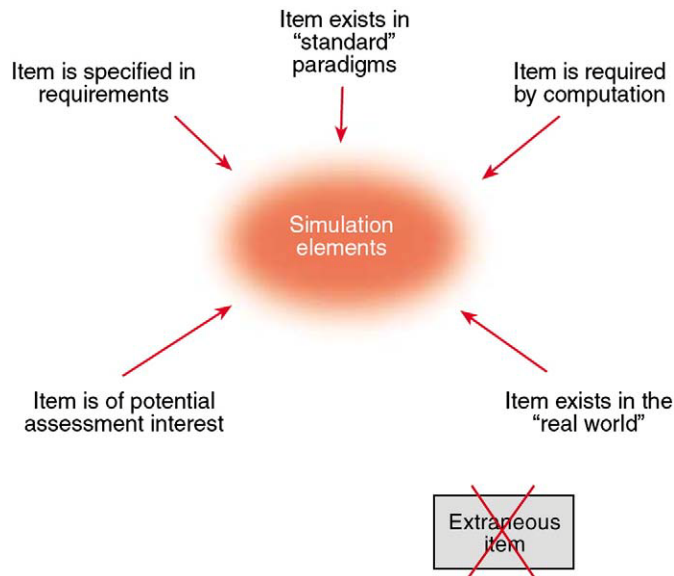 Item exists in
“standard”
paradigms
Item is specified in
requirements
Item is required
by computation
Simulation
elements
Item is of potential
assessment interest
Item exists in the
“real world”
Extraneous
item